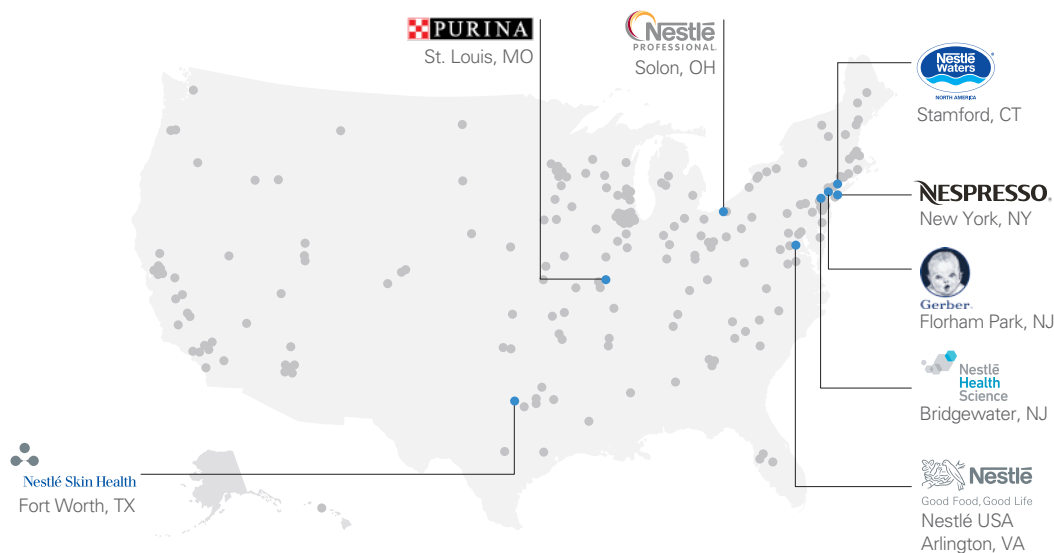 PURINA
St. Louis, MO
Nestlé
PROFESSIONAL.
Solon, OH
Nestlé
Waters
NORTH AMERICA
Stamford, CT
NESPRESSO®
New York, NY
Gerber®
Florham Park, NJ
Nestlé
Health
Science
Bridgewater, NJ
Nestlé Skin Health
Fort Worth, TX
Nestlé
Good Food, Good Life
Nestlé USA
Arlington, VA